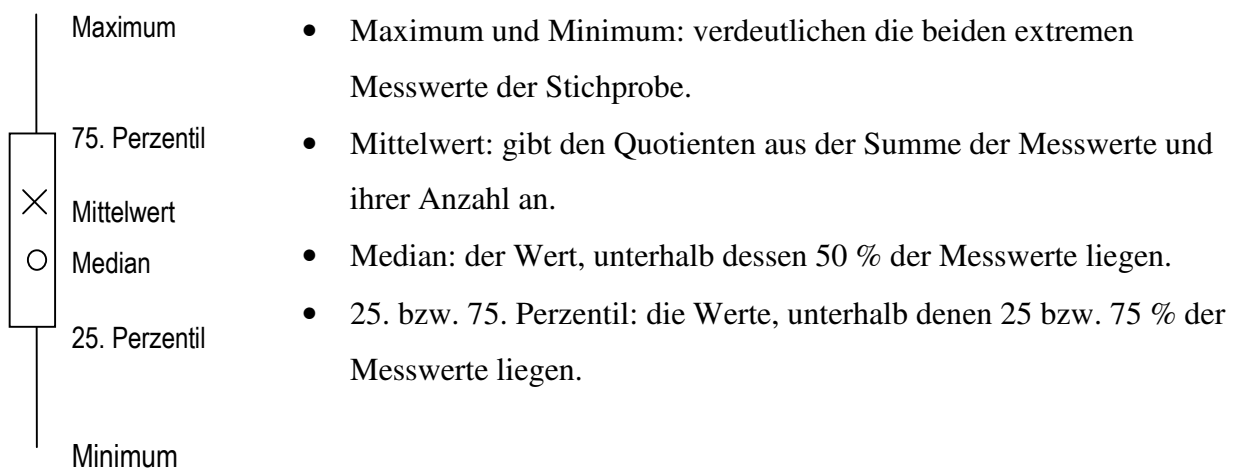 Maximum
75. Perzentil
Mittelwert
Median
25. Perzentil
Minimum
• Maximum und Minimum: verdeutlichen die beiden extremen
Messwerte der Stichprobe.
• Mittelwert: gibt den Quotienten aus der Summe der Messwerte und
ihrer Anzahl an.
• Median: der Wert, unterhalb dessen 50 % der Messwerte liegen.
• 25. bzw. 75. Perzentil: die Werte, unterhalb denen 25 bzw. 75 % der
Messwerte liegen.